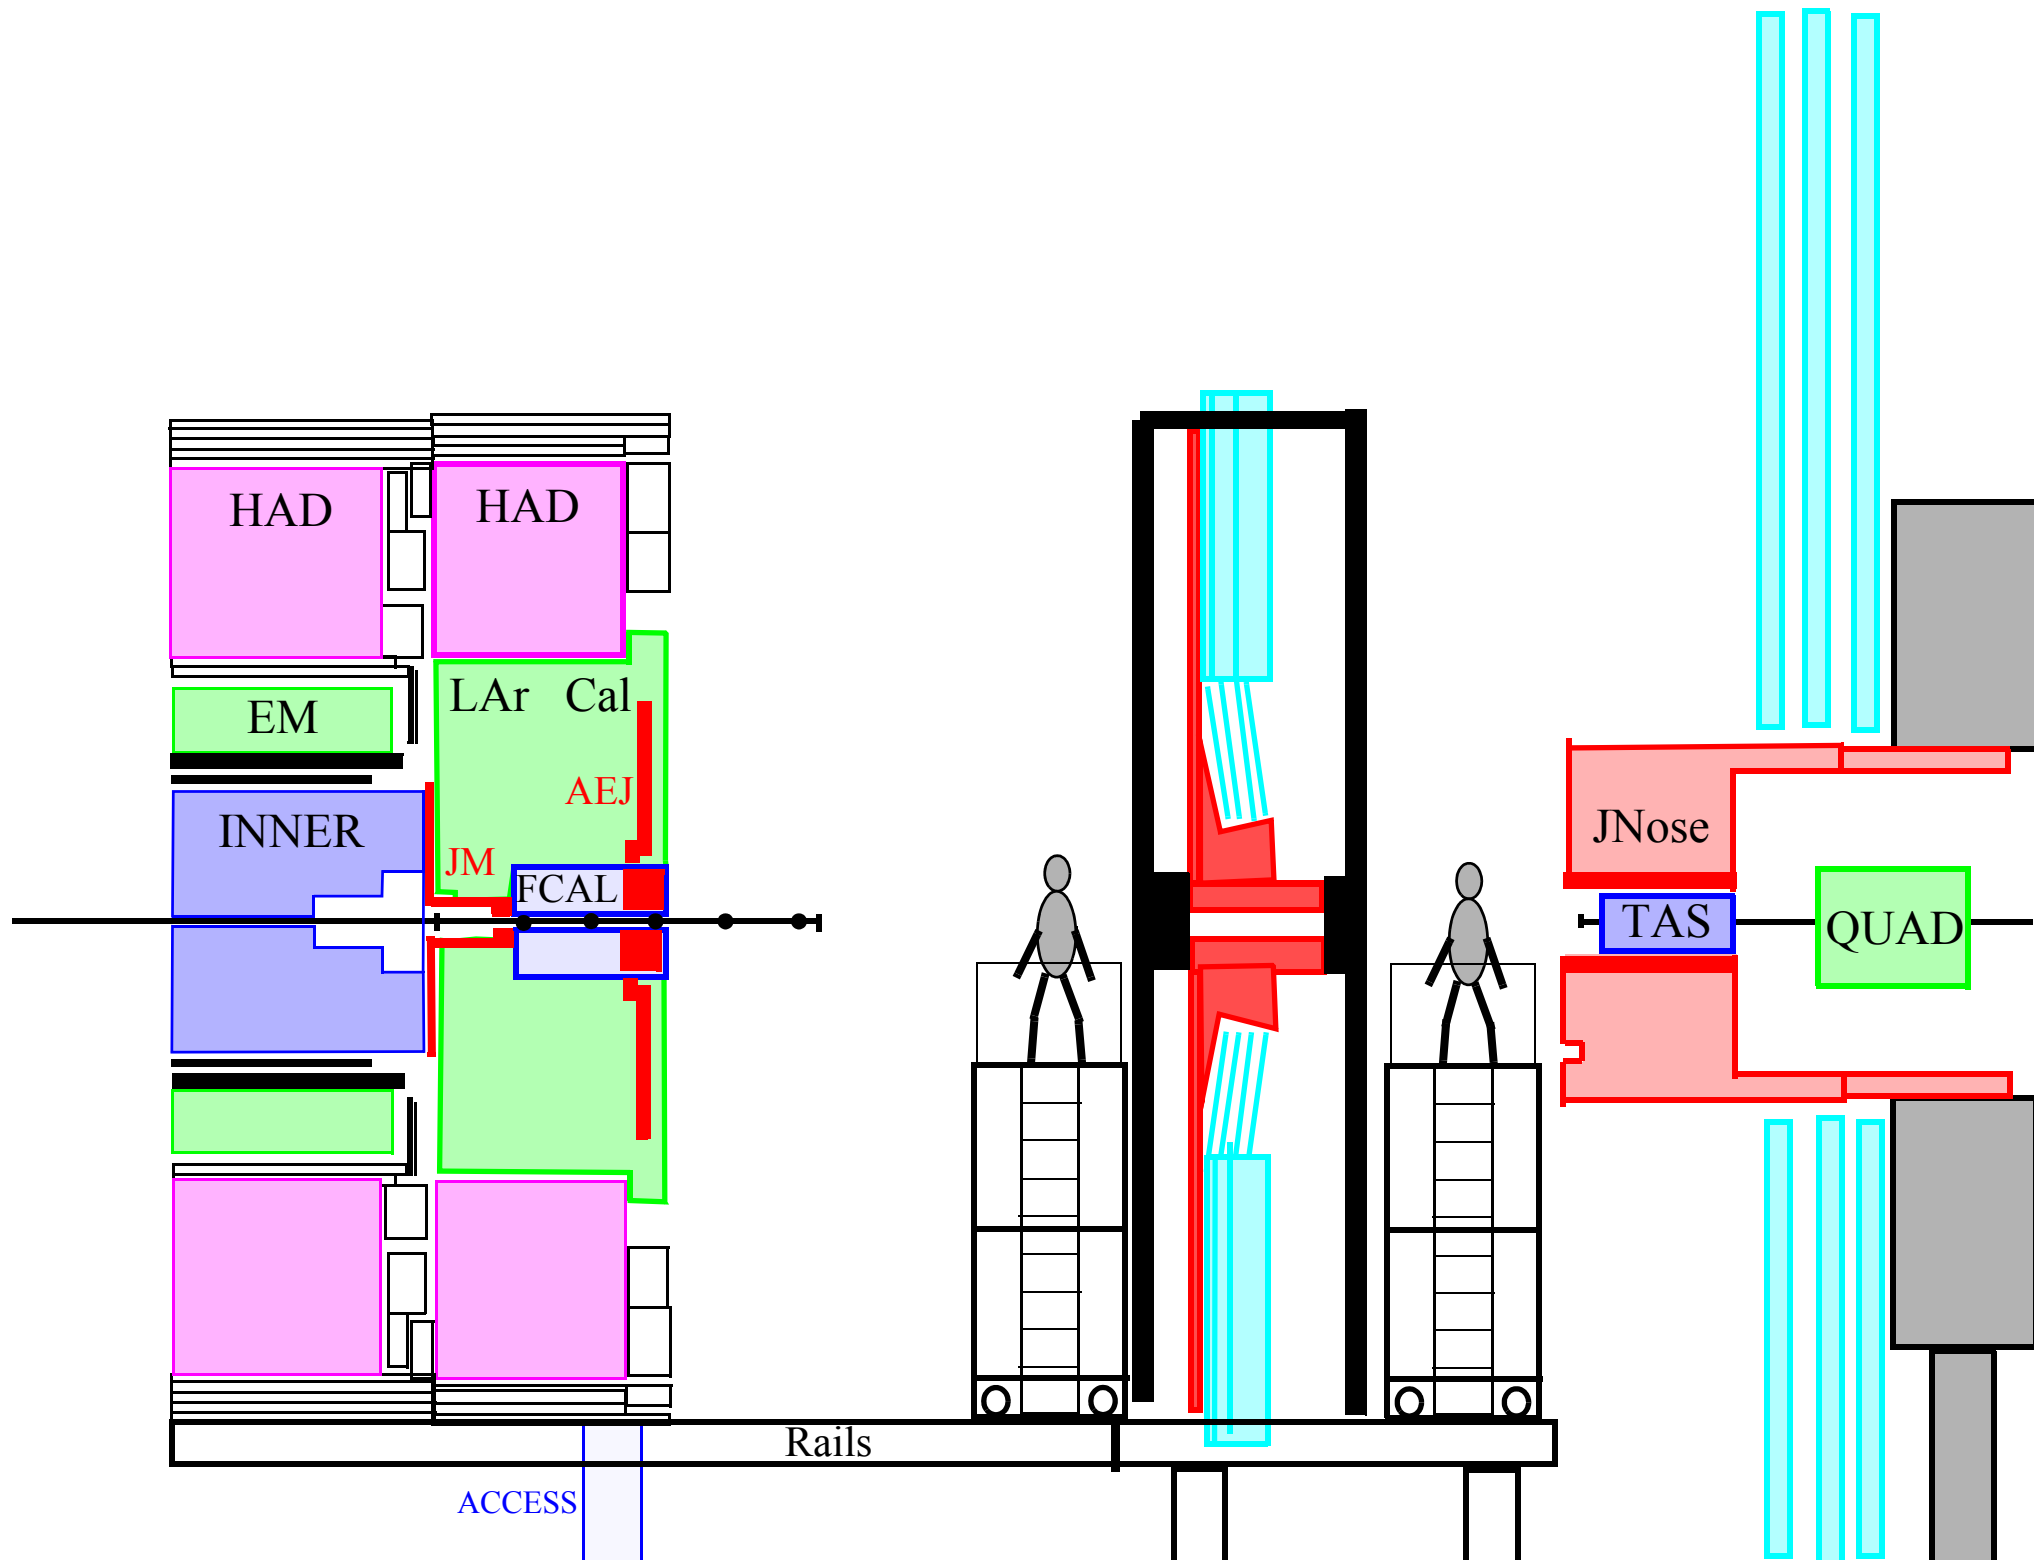 HAD
HAD
LAr Cal
EM
AEJ
INNER
JM
FCAL
JNose
TAS
QUAD
Rails
ACCESS